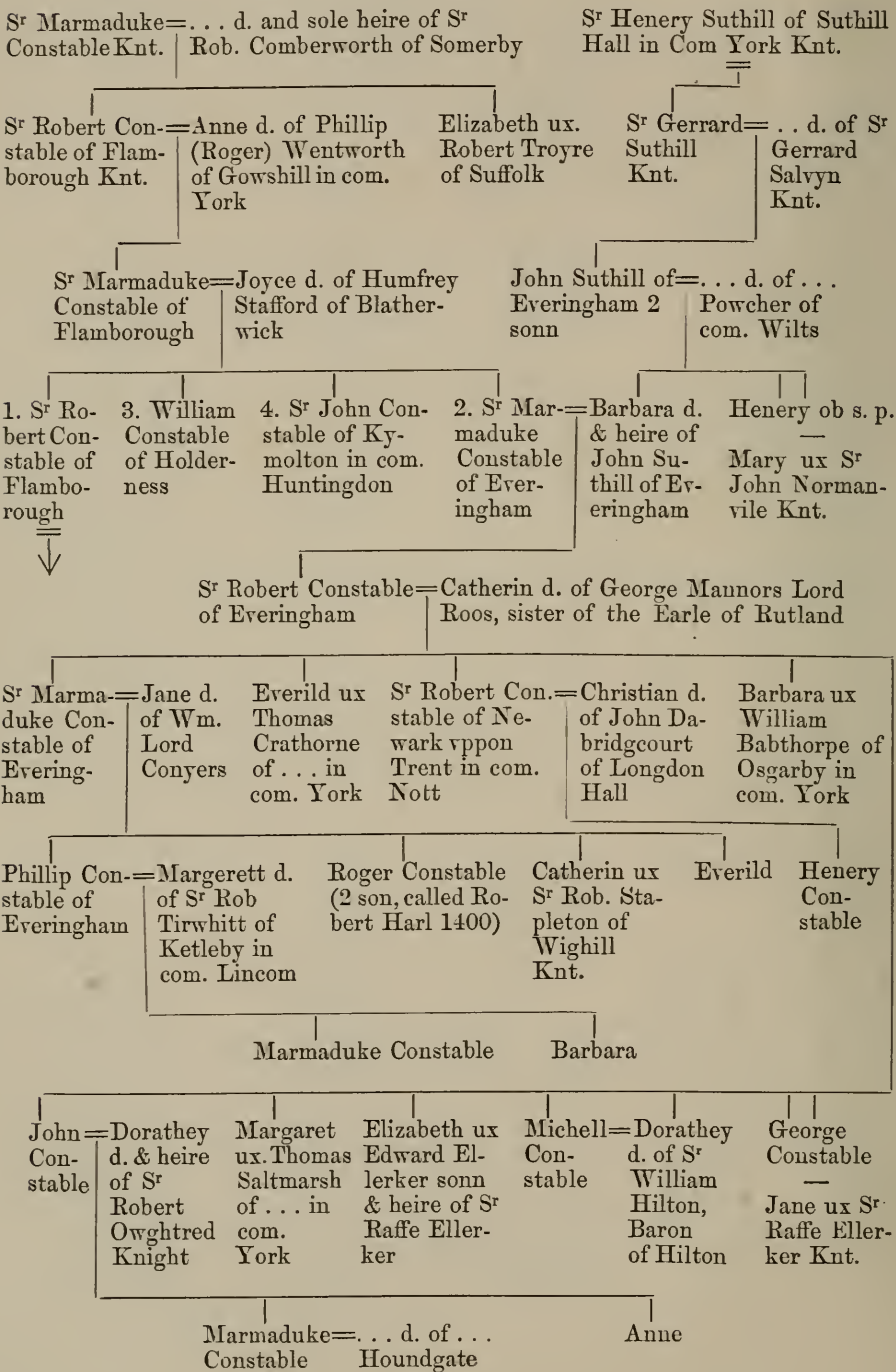 Sr Marmaduke=. . . d. and sole heire of Sr
Constable Knt. Rob. Comberworth of Somerby
Sr Henery Suthill of Suthill
Hall in Com York Knt.
Sr Robert Con-
stable of Flam-
borough Knt.
=Anne d. of Phillip
(Roger) Wentworth
of Gowshill in com.
York
Elizabeth ux.
Robert Troyre
of Suffolk
Sr Gerrard
Suthill
Knt.
=. . d. of Sr
Gerrard
Salvyn
Knt.
Sr Marmaduke
Constable of
Flamborough
=Joyce d. of Humfrey
Stafford of Blather-
wick
John Suthill of
Everingham 2
sonn
=. . . d. of . . .
Powcher of
com. Wilts
1. Sr Ro-
bert Con-
stable of
Flambo-
rough
3. William
Constable
of Holder-
ness
4. Sr John Con-
stable of Ky-
molton in com.
Huntingdon
2. Sr Mar-
maduke
Constable
of Ever-
ingham
=Barbara d.
& heire of
John Su-
thill of Ev-
eringham
Henery ob s. p.
—
Mary ux Sr
John Norman-
vile Knt.
Sr Robert Constable
of Everingham
=Catherin d. of George Mannors Lord
Roos, sister of the Earle of Rutland
Sr Marma-
duke Con-
stable of
Evering-
ham
=Jane d.
of Wm.
Lord
Conyers
Everild ux
Thomas
Crathorne
of . . . in
com. York
Sr Robert Con.
stable of Ne-
wark vppon
Trent in com.
Nott
=Christian d.
of John Da-
bridgcourt
of Longdon
Hall
Barbara ux
William
Babthorpe of
Osgarby in
com. York
Phillip Con-
stable of
Everingham
=Margerett d.
of Sr Rob
Tirwhitt of
Ketleby in
com. Lincom
Roger Constable
(2 son, called Ro-
bert Harl 1400)
Catherin ux
Sr Rob. Sta-
pleton of
Wighill
Knt.
Everild
Henery
Con-
stable
Marmaduke Constable
Barbara
John
Con-
stable
=Dorathey
d. & heire
of Sr
Robert
Owghtred
Knight
Margaret
ux. Thomas
Saltmarsh
of . . . in
com.
York
Elizabeth ux
Edward El-
lerker sonn
& heire of Sr
Raffe Eller-
ker
Michell
Con-
stable
=Dorathey
d. of Sr
William
Hilton,
Baron
of Hilton
George
Constable
—
Jane ux Sr
Raffe Eller-
ker Knt.
Marmaduke
Constable
=. . . d. of . . .
Houndgate
Anne